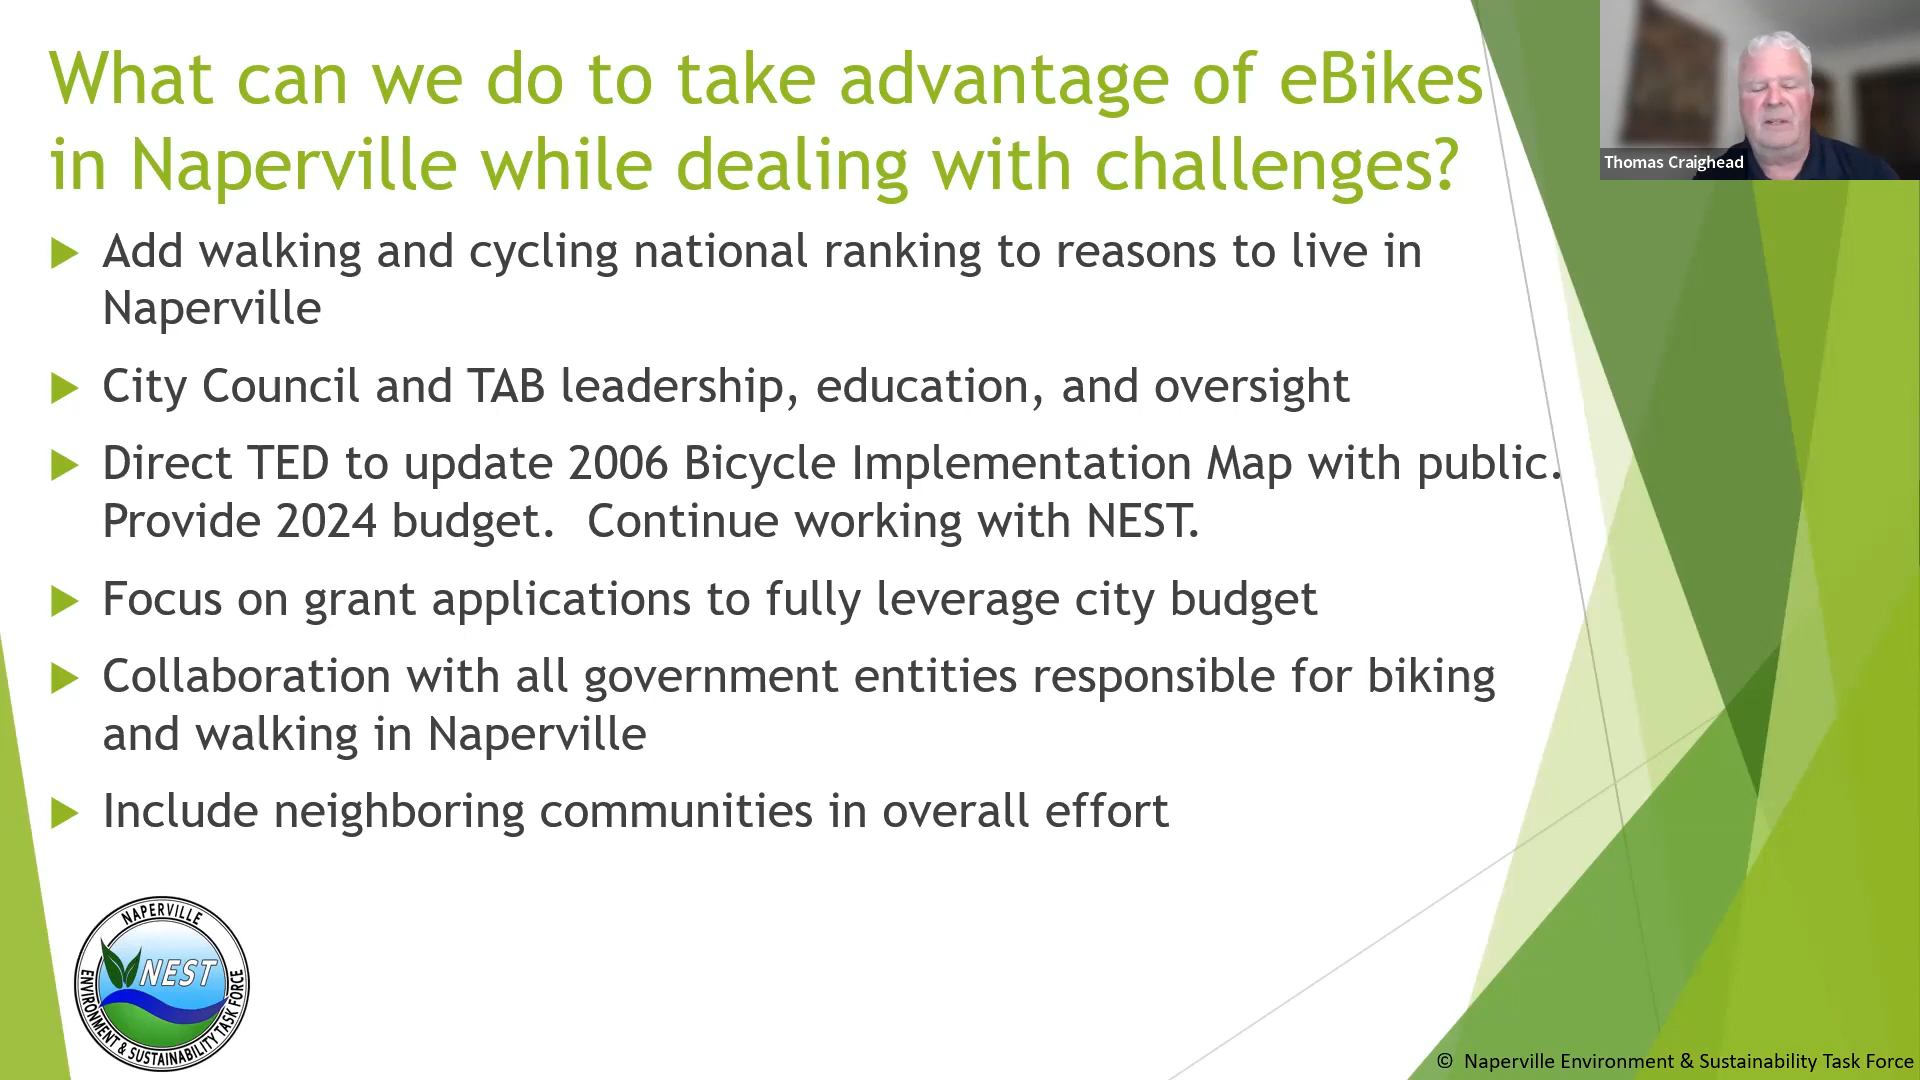 What can we do to take advantage of eBikes
in Naperville while dealing with challenges?
Thomas Craighead
Add walking and cycling national ranking to reasons to live in
Naperville
City Council and TAB leadership, education, and oversight
Direct TED to update 2006 Bicycle Implementation Map with public.
Provide 2024 budget.  Continue working with NEST.
Focus on grant applications to fully leverage city budget
Collaboration with all government entities responsible for biking
and walking in Naperville
Include neighboring communities in overall effort
NAPERVILLE
NEST
ENVIRONMENT & SUSTAINABILITY TASK FORCE
© Naperville Environment & Sustainability Task Force